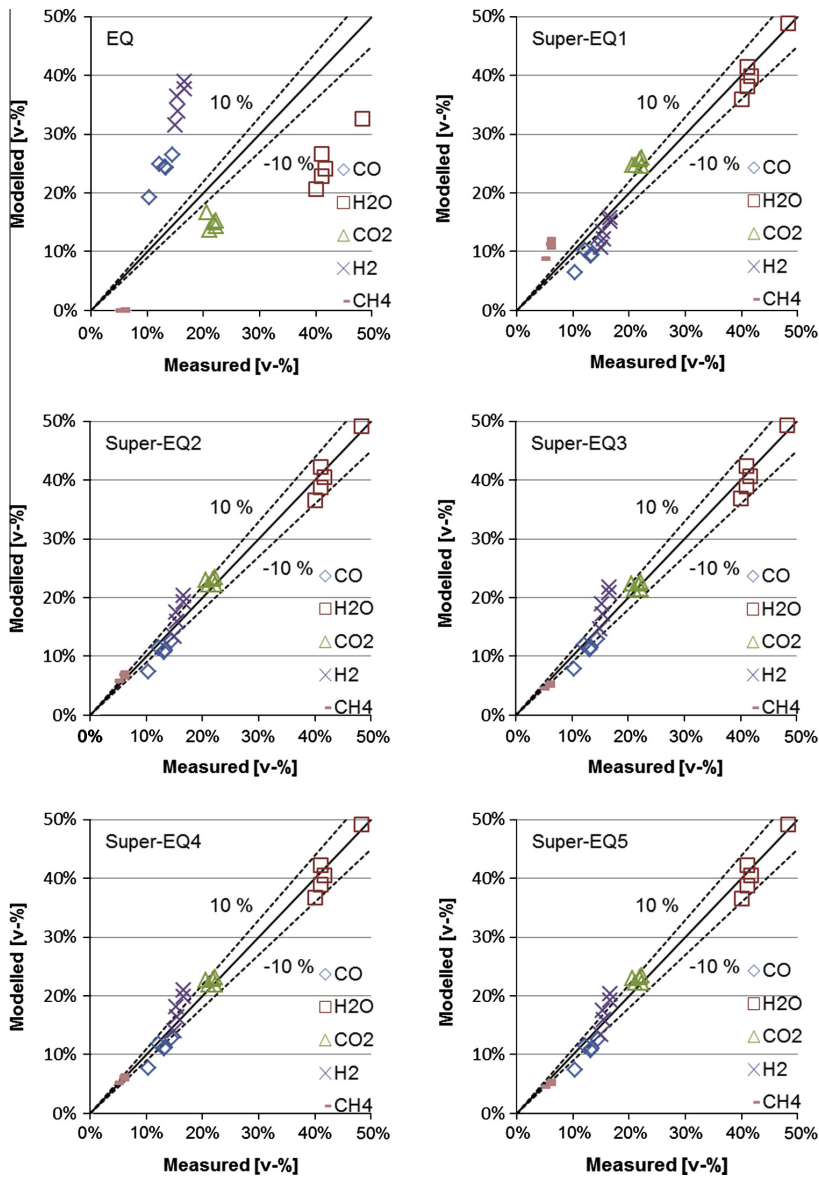 EQ
50%
40%
30%
20%
10%
0%
10 %
-10 %
CO
H2O
CO2
H2
CH4
0% 10% 20% 30% 40% 50%
Modelled [v-%]
Measured [v-%]
Super-EQ1
50%
40%
30%
20%
10%
0%
10 %
-10 %
CO
H2O
CO2
H2
CH4
0% 10% 20% 30% 40% 50%
Modelled [v-%]
Measured [v-%]
Super-EQ2
50%
40%
30%
20%
10%
0%
10 %
-10 %
CO
H2O
CO2
H2
CH4
0% 10% 20% 30% 40% 50%
Modelled [v-%]
Measured [v-%]
Super-EQ3
50%
40%
30%
20%
10%
0%
10 %
-10 %
CO
H2O
CO2
H2
CH4
0% 10% 20% 30% 40% 50%
Modelled [v-%]
Measured [v-%]
Super-EQ4
50%
40%
30%
20%
10%
0%
10 %
-10 %
CO
H2O
CO2
H2
CH4
0% 10% 20% 30% 40% 50%
Modelled [v-%]
Measured [v-%]
Super-EQ5
50%
40%
30%
20%
10%
0%
10 %
-10 %
CO
H2O
CO2
H2
CH4
0% 10% 20% 30% 40% 50%
Modelled [v-%]
Measured [v-%]